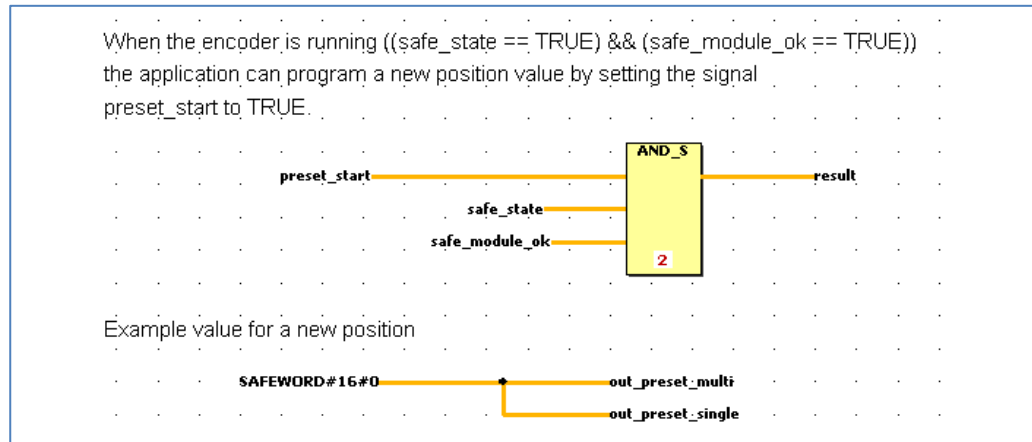 When the encoder is running ((safe_state == TRUE) && (safe_module_ok == TRUE))
the application can program a new position value by setting the signal
preset_start to TRUE.
AND_S
preset_start
result
safe_state
safe_module_ok
2
Example value for a new position
SAFEWORD#16#0
out_preset_multi
out_preset_single